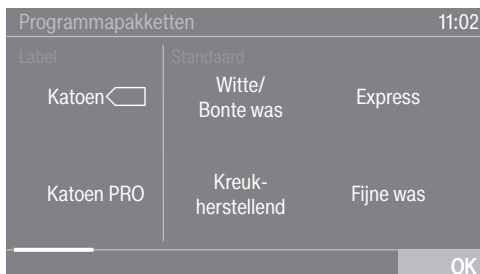 Programmapakketten 11:02
Label Standaard
Katoen
Witte/
Bonte was
Express
Katoen PRO
Kreuk-
herstellend
Fijne was
OK